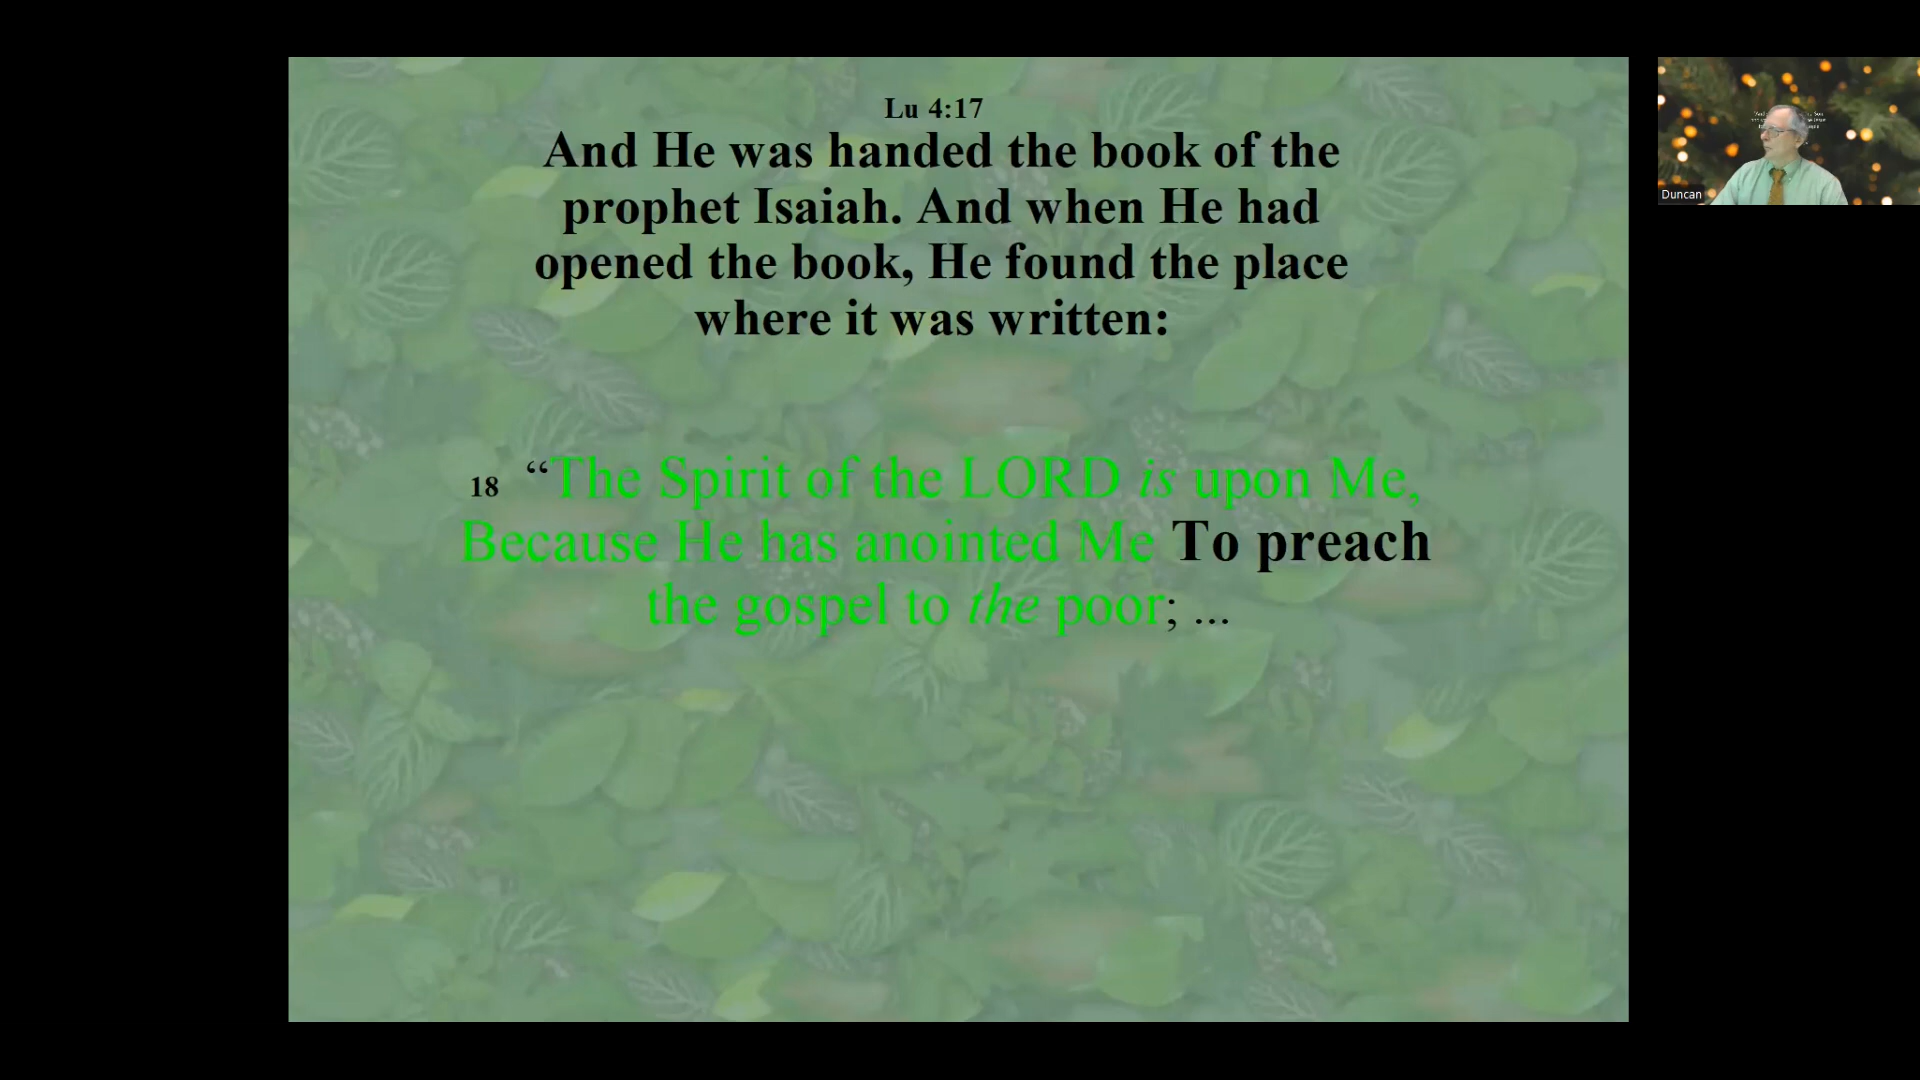 Lu 4:17
And He was handed the book of the
prophet Isaiah. And when He had
opened the book, He found the place
where it was written:
18 “The Spirit of the LORD is upon Me,
Because He has anointed Me To preach
the gospel to the poor; ...
Duncan